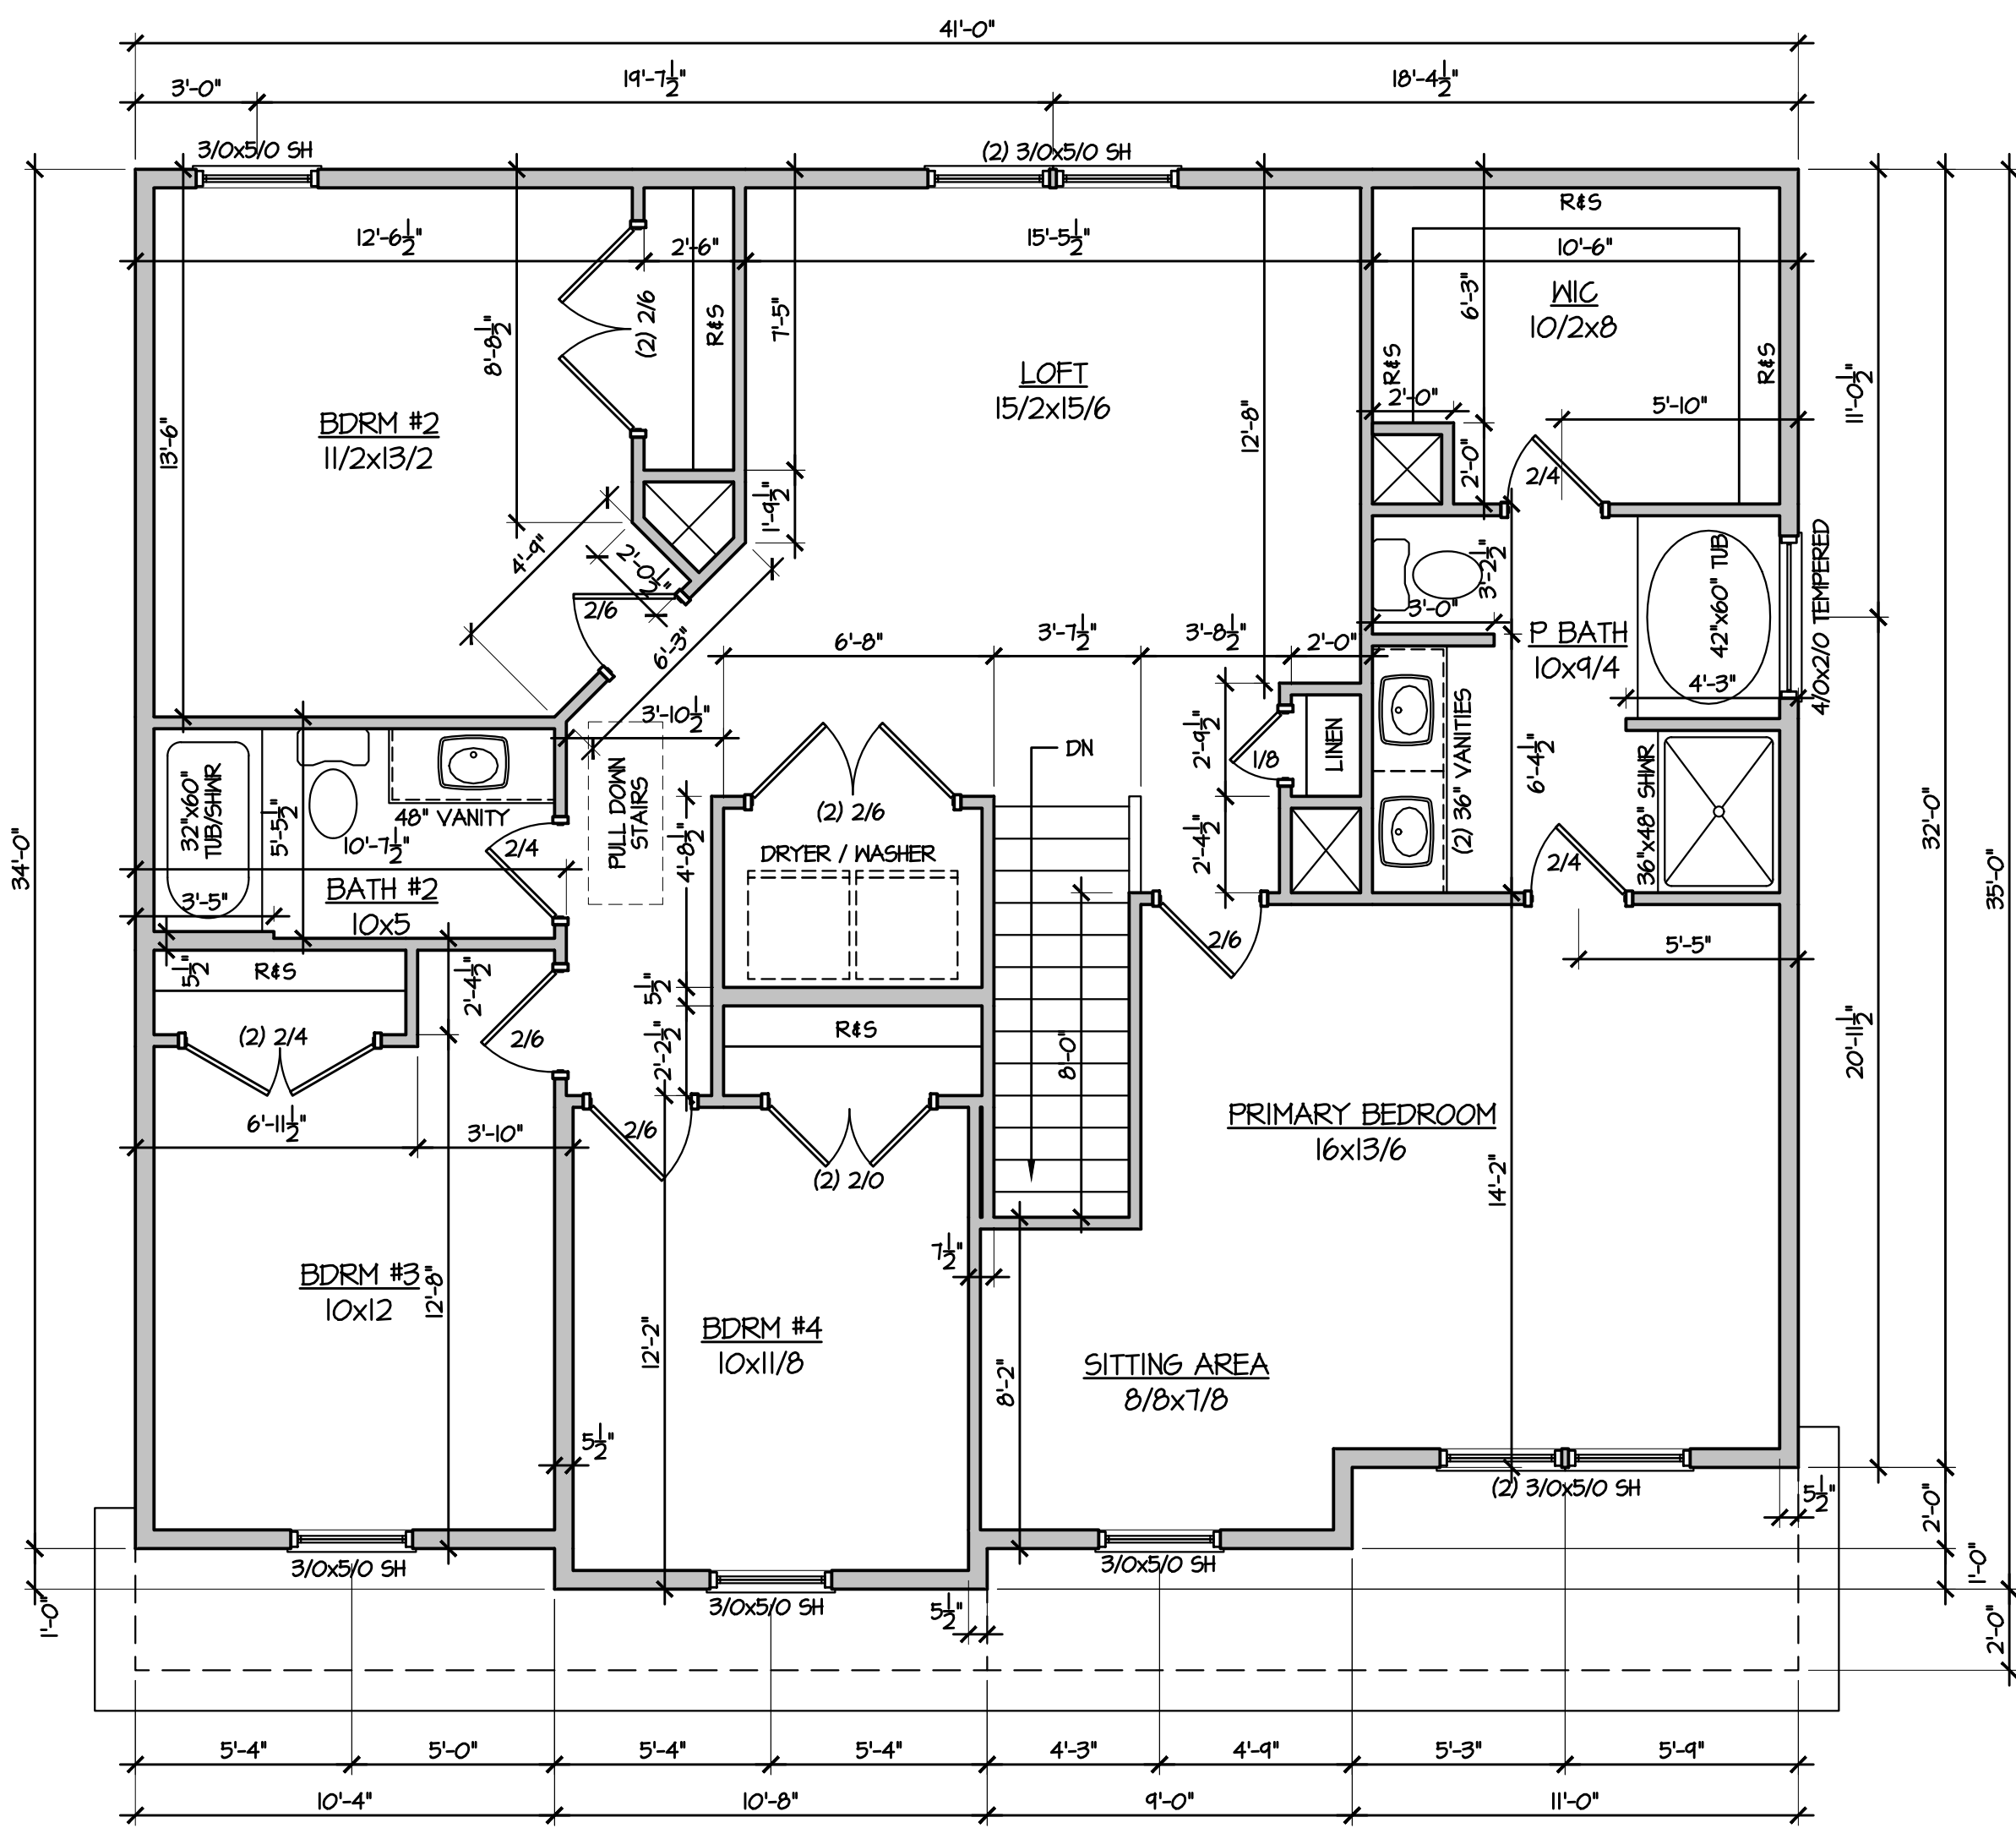 41'-0"
3'-0"
19'-7 1/2"
18'-4 1/2"
3/0x5/0 SH
(2) 3/0x5/0 SH
R&S
12'-6 1/2"
2'-6"
15'-5 1/2"
10'-6"
6'-3"
WIC
10/2x8
(2) 2/6
R&S
7'-5"
8'-8 1/2"
R&S
R&S
LOFT
15/2x15/6
2'-0"
5'-10"
11'-0 1/2"
BDRM #2
11/2x13/2
13'-6"
12'-8"
2'-0"
2/4
1'-9 1/2"
4'-9"
2'-0 1/2"
2/6
6'-3"
3'-2 1/2"
3'-0"
42"x60" TUB
4/0x2/0 TEMPERED
P BATH
10x9/4
6'-8"
3'-7 1/2"
3'-8 1/2"
2'-0"
4'-3"
3'-10 1/2"
2'-9 1/2"
LINEN
1/8
(2) 36" VANITIES
6'-4 1/2"
DN
32"x60"
TUB/SHWR
5'-5 1/2"
48" VANITY
10'-7 1/2"
2/4
PULL DOWN
STAIRS
4'-8 1/2"
(2) 2/6
DRYER / WASHER
2'-4 1/2"
36"x48" SHWR
2/4
34'-0"
32'-0"
35'-0"
3'-5"
BATH #2
10x5
2/6
5'-5"
5 1/2"
R&S
2'-4 1/2"
5 1/2"
(2) 2/4
2/6
R&S
2'-2 1/2"
8'-0"
20'-11 1/2"
6'-11 1/2"
3'-10"
2/6
(2) 2/0
PRIMARY BEDROOM
16x13/6
14'-2"
7 1/2"
BDRM #3
10x12
12'-8"
12'-2"
BDRM #4
10x11/8
8'-2"
SITTING AREA
8/8x7/8
5 1/2"
(2) 3/0x5/0 SH
5 1/2"
2'-0"
3/0x5/0 SH
3/0x5/0 SH
1'-0"
1'-0"
3/0x5/0 SH
5 1/2"
2'-0"
5'-4"
5'-0"
5'-4"
5'-4"
4'-3"
4'-9"
5'-3"
5'-9"
10'-4"
10'-8"
9'-0"
11'-0"